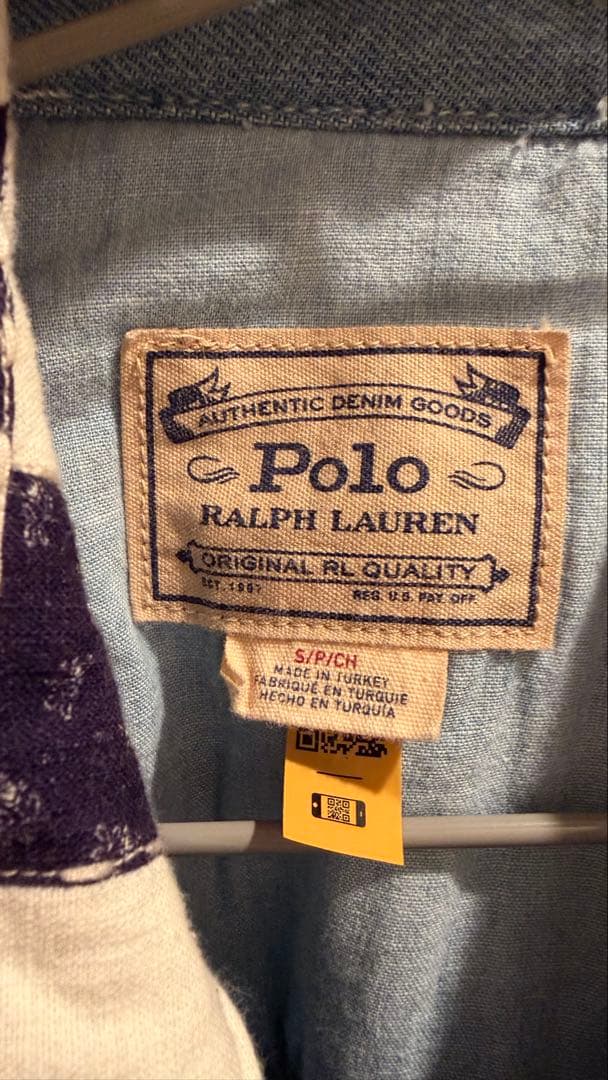 AUTHENTIC DENIM GOODS
Polo
RALPH LAUREN
ORIGINAL RL QUALITY
EST. 1967 REG. U.S. PAT. OFF.
S/P/CH
MADE IN TURKEY
FABRIQUÉ EN TURQUIE
HECHO EN TURQUÍA